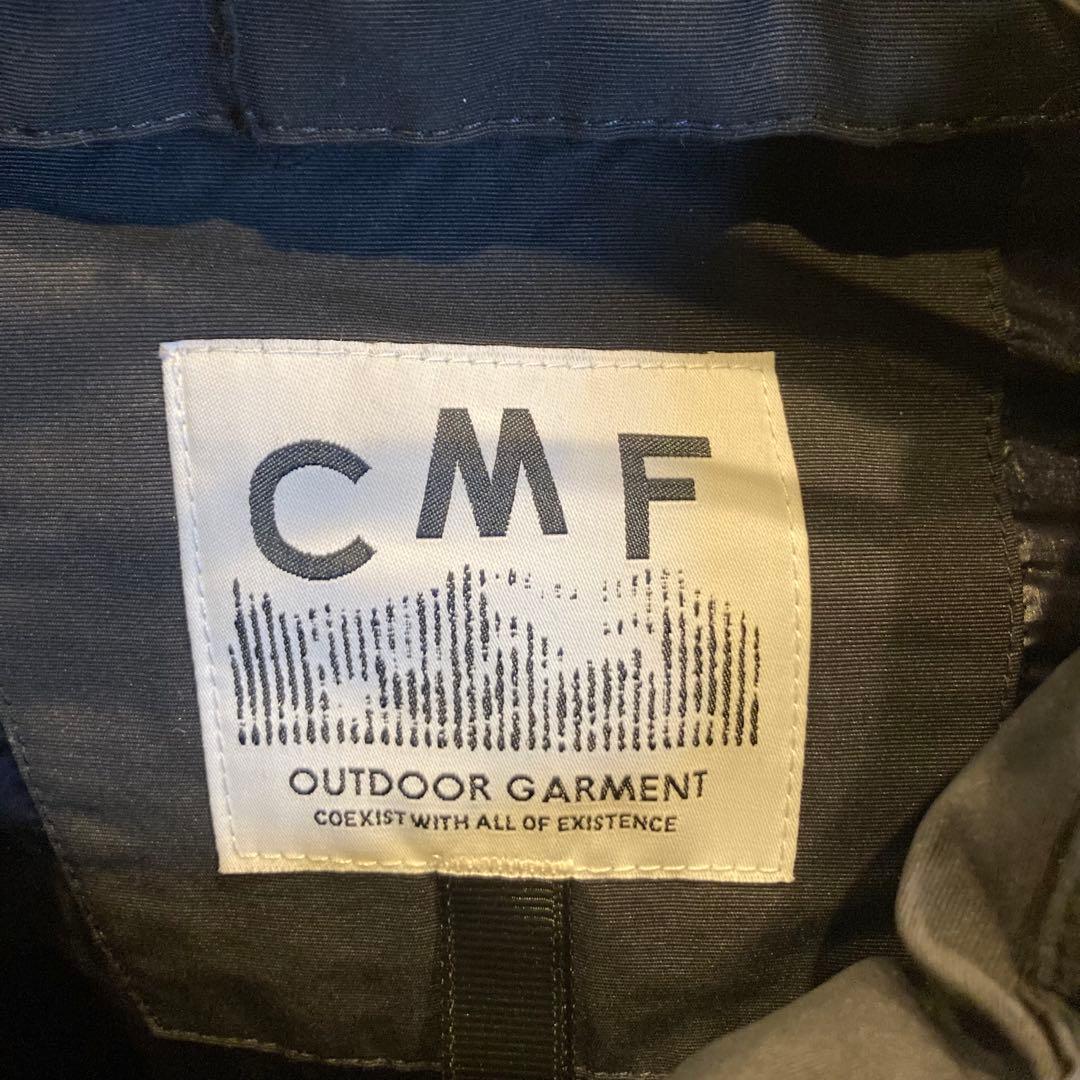 CMF
OUTDOOR GARMENT
COEXIST WITH ALL OF EXISTENCE